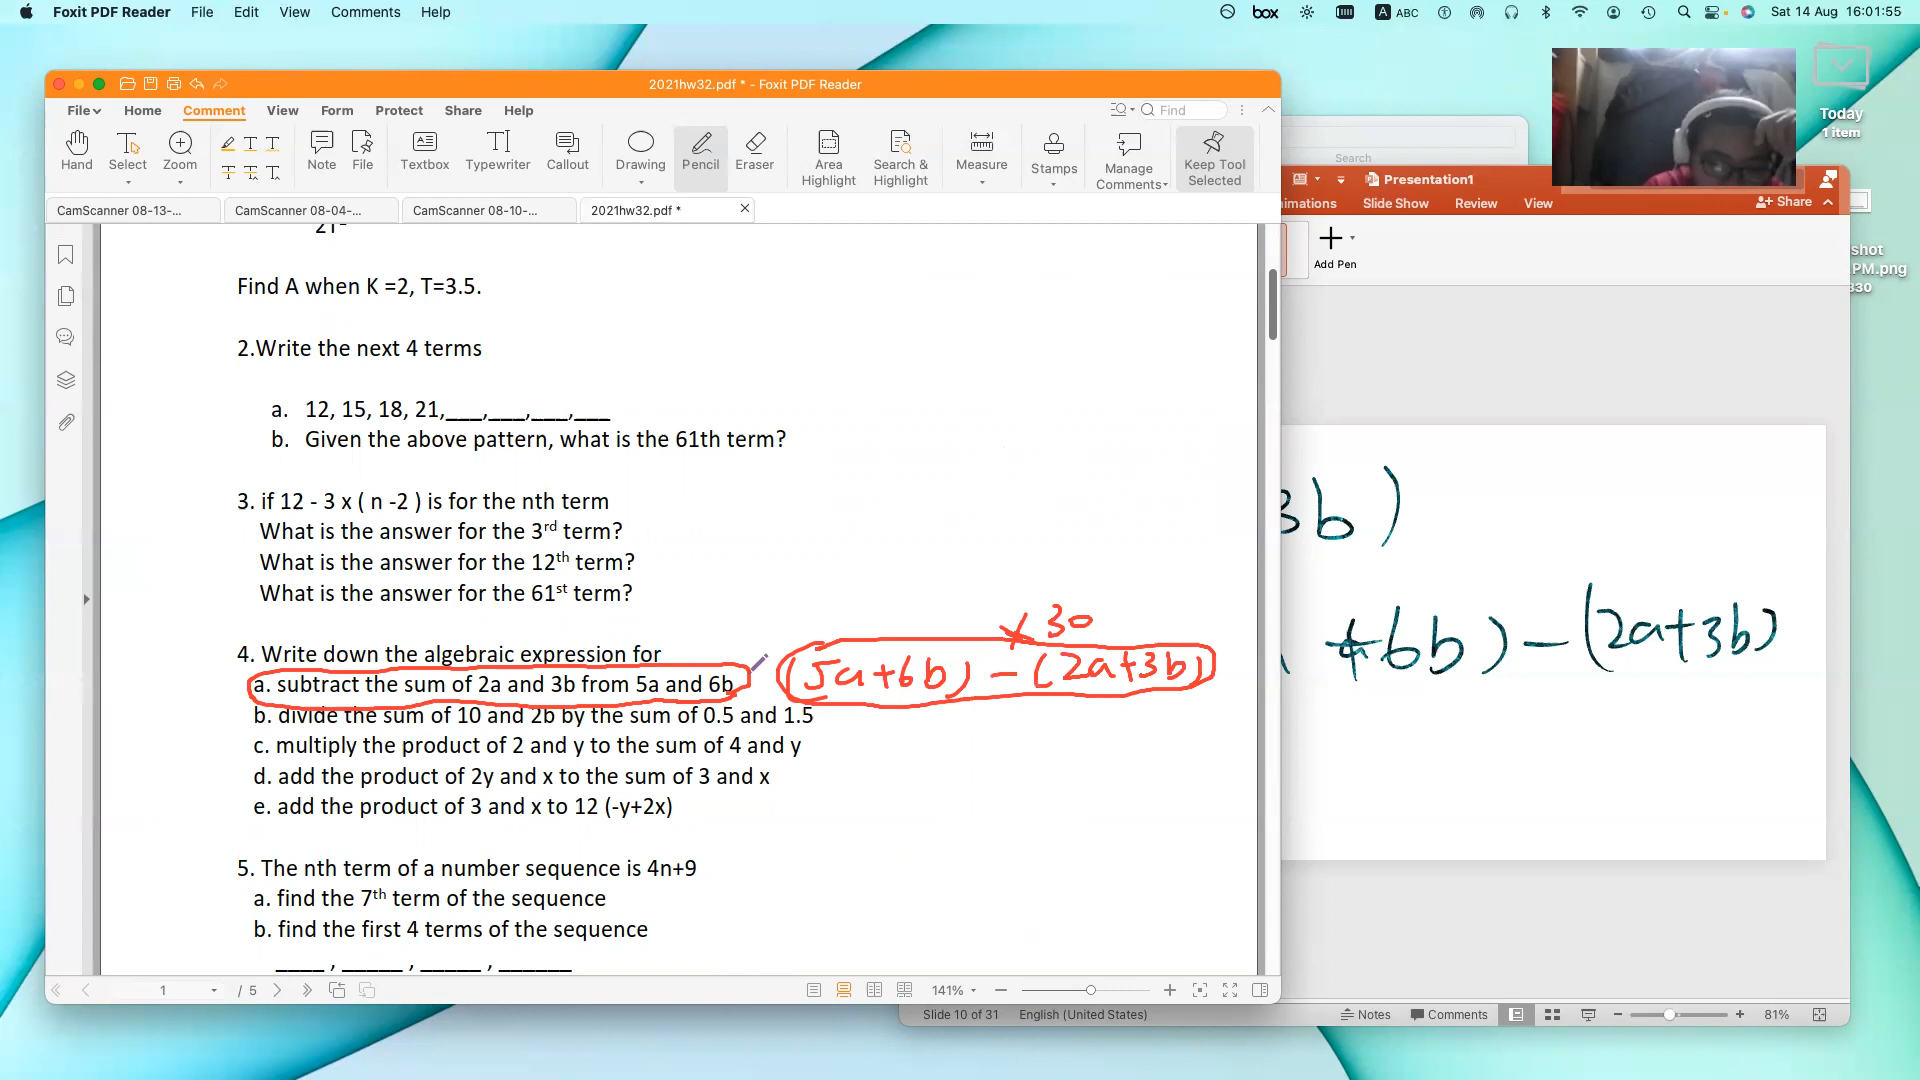 Foxit PDF Reader File Edit View Comments Help
box A ABC Sat 14 Aug 16:01:55
2021hw32.pdf * - Foxit PDF Reader
File Home Comment View Form Protect Share Help Find
Hand Select Zoom Note File Textbox Typewriter Callout Drawing Pencil Eraser Area Highlight Search & Highlight Measure Stamps Manage Comments Keep Tool Selected
CamScanner 08-13-... CamScanner 08-04-... CamScanner 08-10-... 2021hw32.pdf *
Find A when K =2, T=3.5.
2.Write the next 4 terms
a. 12, 15, 18, 21,___,___,___,___
b. Given the above pattern, what is the 61th term?
3. if 12 - 3 x ( n -2 ) is for the nth term
What is the answer for the 3rd term?
What is the answer for the 12th term?
What is the answer for the 61st term?
x 30
4. Write down the algebraic expression for
a. subtract the sum of 2a and 3b from 5a and 6b
(5a+6b) - (2a+3b)
b. divide the sum of 10 and 2b by the sum of 0.5 and 1.5
c. multiply the product of 2 and y to the sum of 4 and y
d. add the product of 2y and x to the sum of 3 and x
e. add the product of 3 and x to 12 (-y+2x)
5. The nth term of a number sequence is 4n+9
a. find the 7th term of the sequence
b. find the first 4 terms of the sequence
____ , _____ , _____ , ______
1 / 5 141%
Today
1 item
Search
Presentation1
Slide Show Review View Share
Add Pen
shot
PM.png
3b)
+6b) - (2a+3b)
Slide 10 of 31 English (United States) Notes Comments 81%